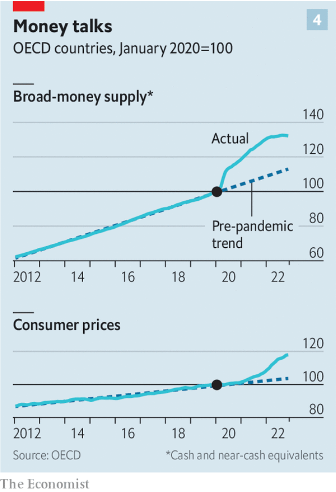 4
Money talks
OECD countries, January 2020=100
Broad-money supply*
140
Actual
120
100
Pre-pandemic
trend
80
60
2012 14 16 18 20 22
Consumer prices
120
100
80
2012 14 16 18 20 22
Source: OECD *Cash and near-cash equivalents
The Economist